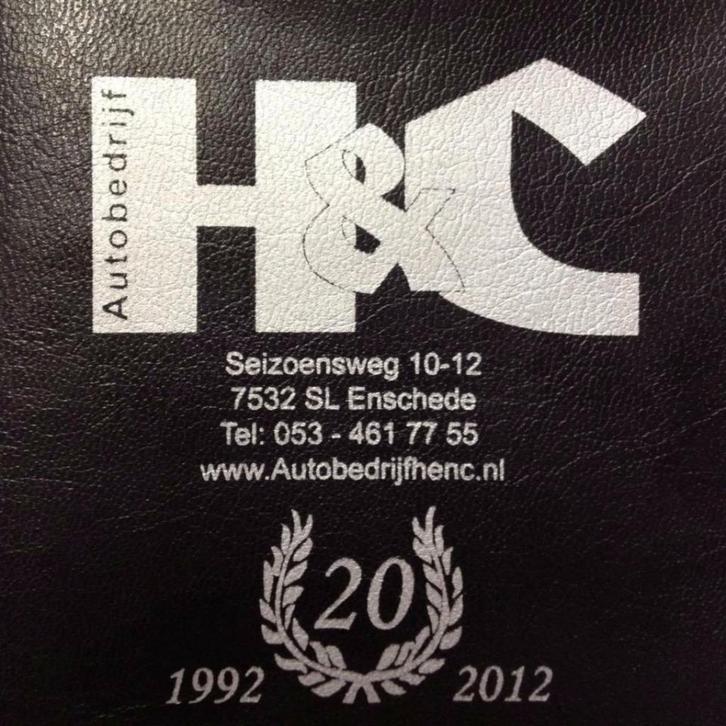 Autobedrijf
H&C
Seizoensweg 10-12
7532 SL Enschede
Tel: 053 - 461 77 55
www.Autobedrijfhenc.nl
20
1992 2012